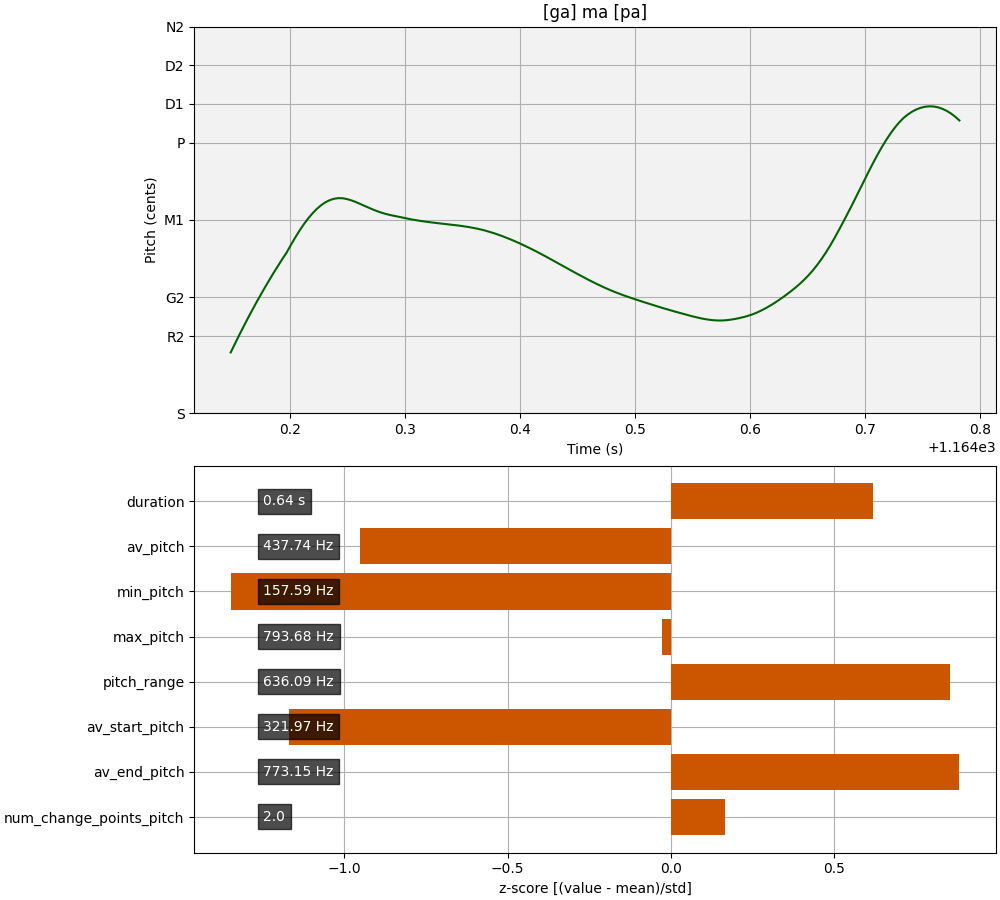 [ga] ma [pa]
N2
D2
D1
P
M1
G2
R2
S
Pitch (cents)
0.2 0.3 0.4 0.5 0.6 0.7 0.8
Time (s)
+1.164e3
duration 0.64 s
av_pitch 437.74 Hz
min_pitch 157.59 Hz
max_pitch 793.68 Hz
pitch_range 636.09 Hz
av_start_pitch 321.97 Hz
av_end_pitch 773.15 Hz
num_change_points_pitch 2.0
−1.0 −0.5 0.0 0.5
z-score [(value - mean)/std]